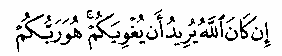 إِن كَانَ ٱللَّهُ يُرِيدُ أَن يُغْوِيَكُمْۚ هُوَ رَبُّكُمْ